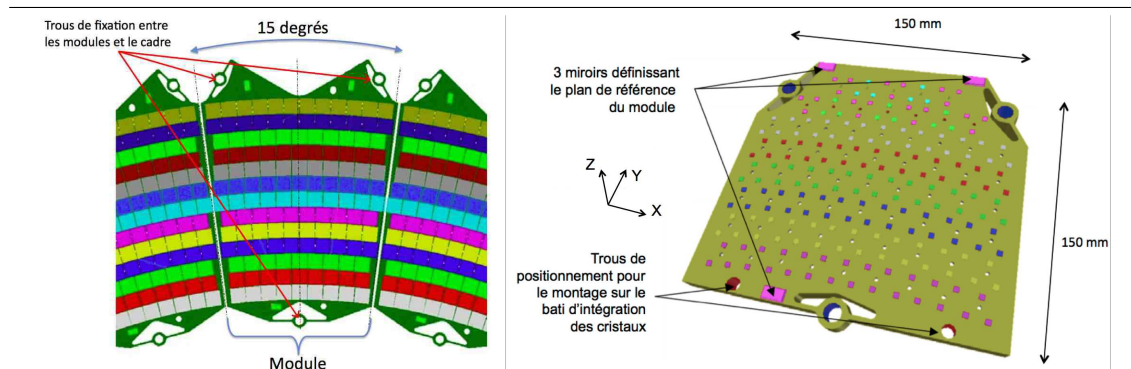 Trous de fixation entre
les modules et le cadre
15 degrés
Module
150 mm
3 miroirs définissant
le plan de référence
du module
Z
Y
X
150 mm
Trous de
positionnement pour
le montage sur le
bati d'intégration
des cristaux